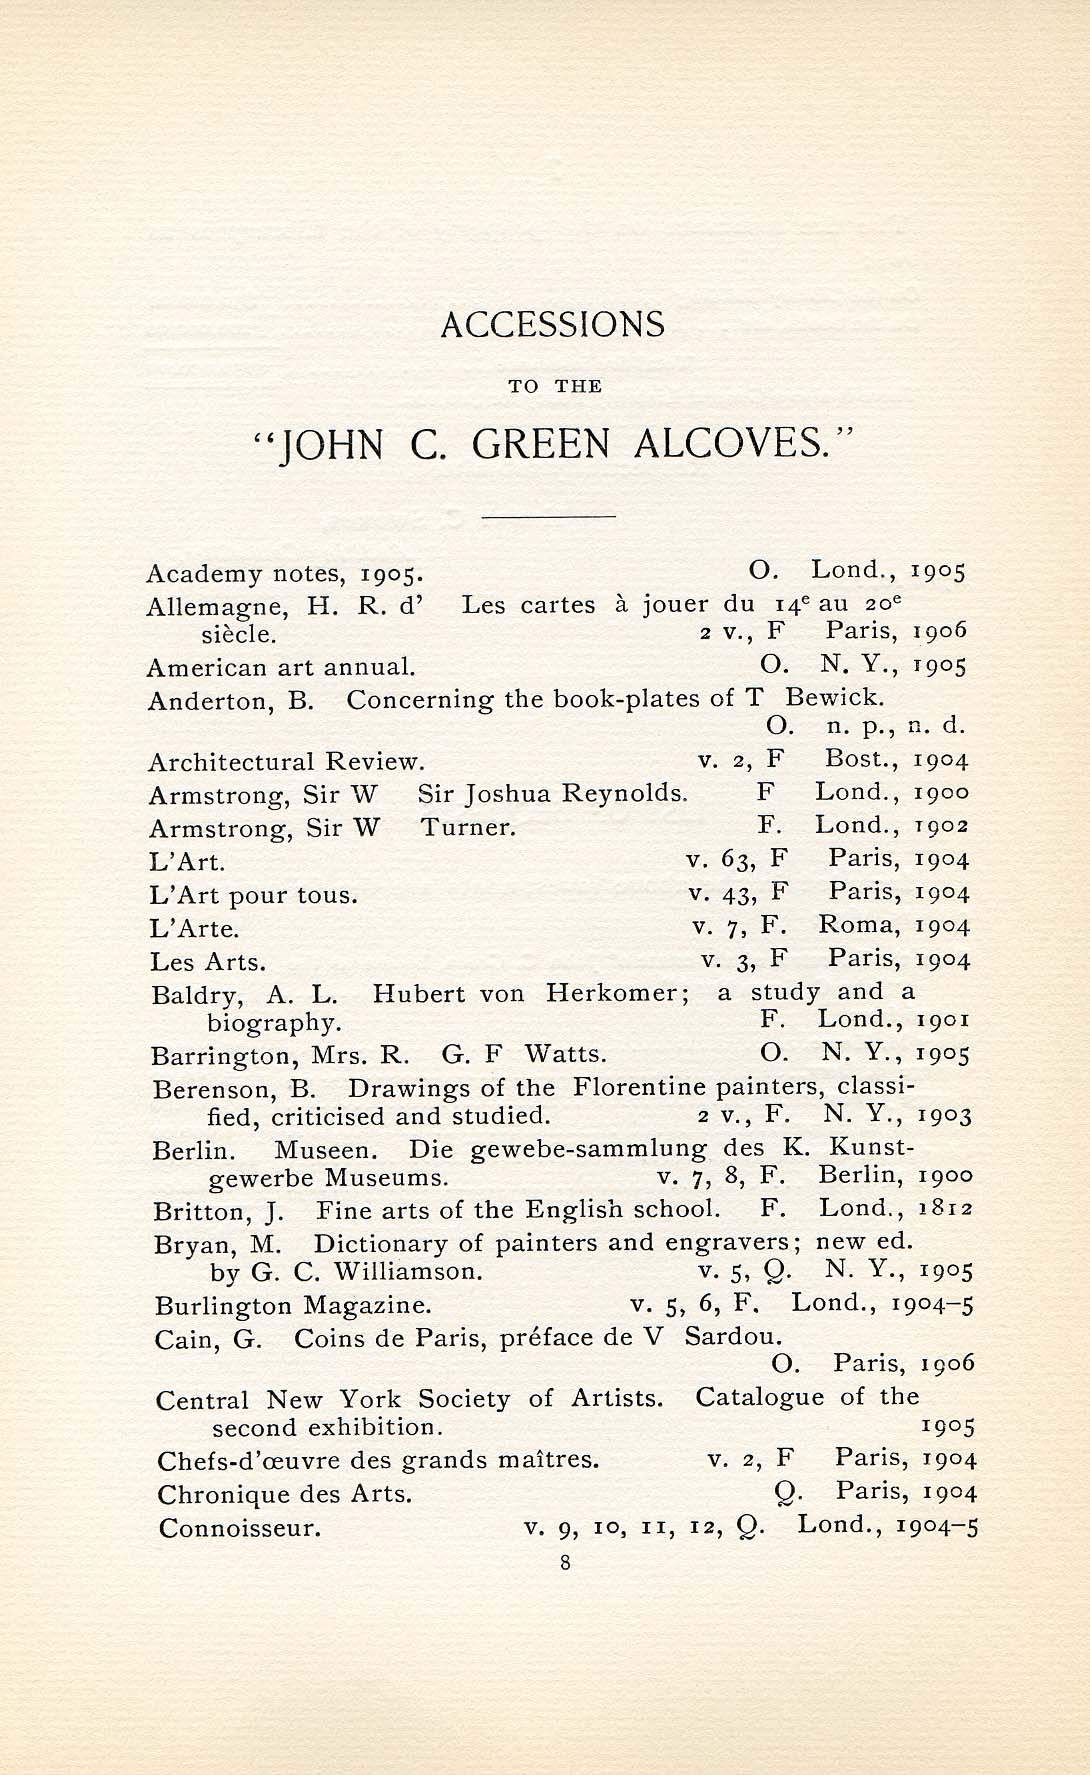 ACCESSIONS
TO THE
"JOHN C. GREEN ALCOVES."
Academy notes, 1905. O. Lond., 1905
Allemagne, H. R. d' Les cartes à jouer du 14e au 20e
siècle. 2 v., F Paris, 1906
American art annual. O. N. Y., 1905
Anderton, B. Concerning the book-plates of T Bewick.
O. n. p., n. d.
Architectural Review. v. 2, F Bost., 1904
Armstrong, Sir W Sir Joshua Reynolds. F Lond., 1900
Armstrong, Sir W Turner. F. Lond., 1902
L'Art. v. 63, F Paris, 1904
L'Art pour tous. v. 43, F Paris, 1904
L'Arte. v. 7, F. Roma, 1904
Les Arts. v. 3, F Paris, 1904
Baldry, A. L. Hubert von Herkomer; a study and a
biography. F. Lond., 1901
Barrington, Mrs. R. G. F Watts. O. N. Y., 1905
Berenson, B. Drawings of the Florentine painters, classi-
fied, criticised and studied. 2 v., F. N. Y., 1903
Berlin. Museen. Die gewebe-sammlung des K. Kunst-
gewerbe Museums. v. 7, 8, F. Berlin, 1900
Britton, J. Fine arts of the English school. F. Lond., 1812
Bryan, M. Dictionary of painters and engravers; new ed.
by G. C. Williamson. v. 5, Q. N. Y., 1905
Burlington Magazine. v. 5, 6, F. Lond., 1904–5
Cain, G. Coins de Paris, préface de V Sardou.
O. Paris, 1906
Central New York Society of Artists. Catalogue of the
second exhibition. 1905
Chefs-d'œuvre des grands maîtres. v. 2, F Paris, 1904
Chronique des Arts. Q. Paris, 1904
Connoisseur. v. 9, 10, 11, 12, Q. Lond., 1904–5
8